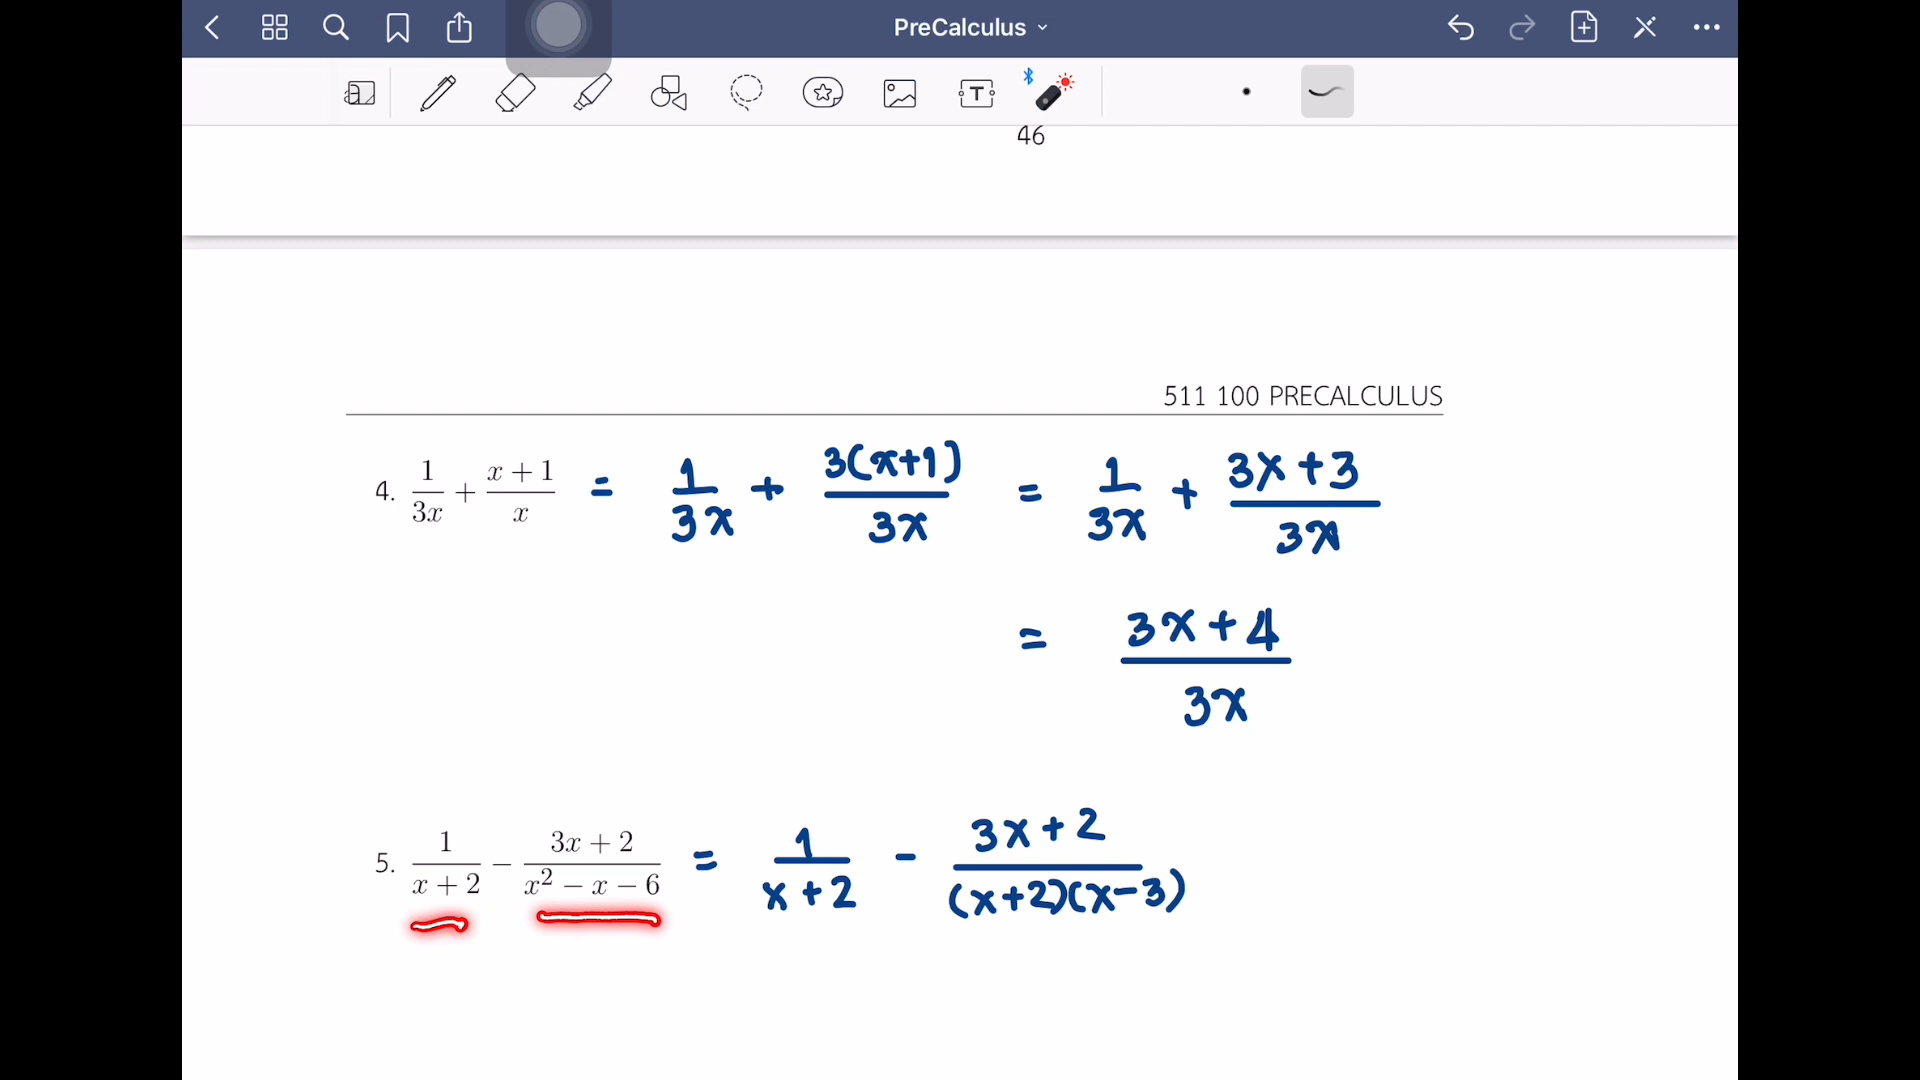 PreCalculus
46
511 100 PRECALCULUS
4. 1/3x + x + 1/x = 1/3x + 3(x+1)/3x = 1/3x + 3x+3/3x
= 3x+4/3x
5. 1/x + 2 − 3x + 2/x² − x − 6 = 1/x+2 - 3x+2/(x+2)(x-3)